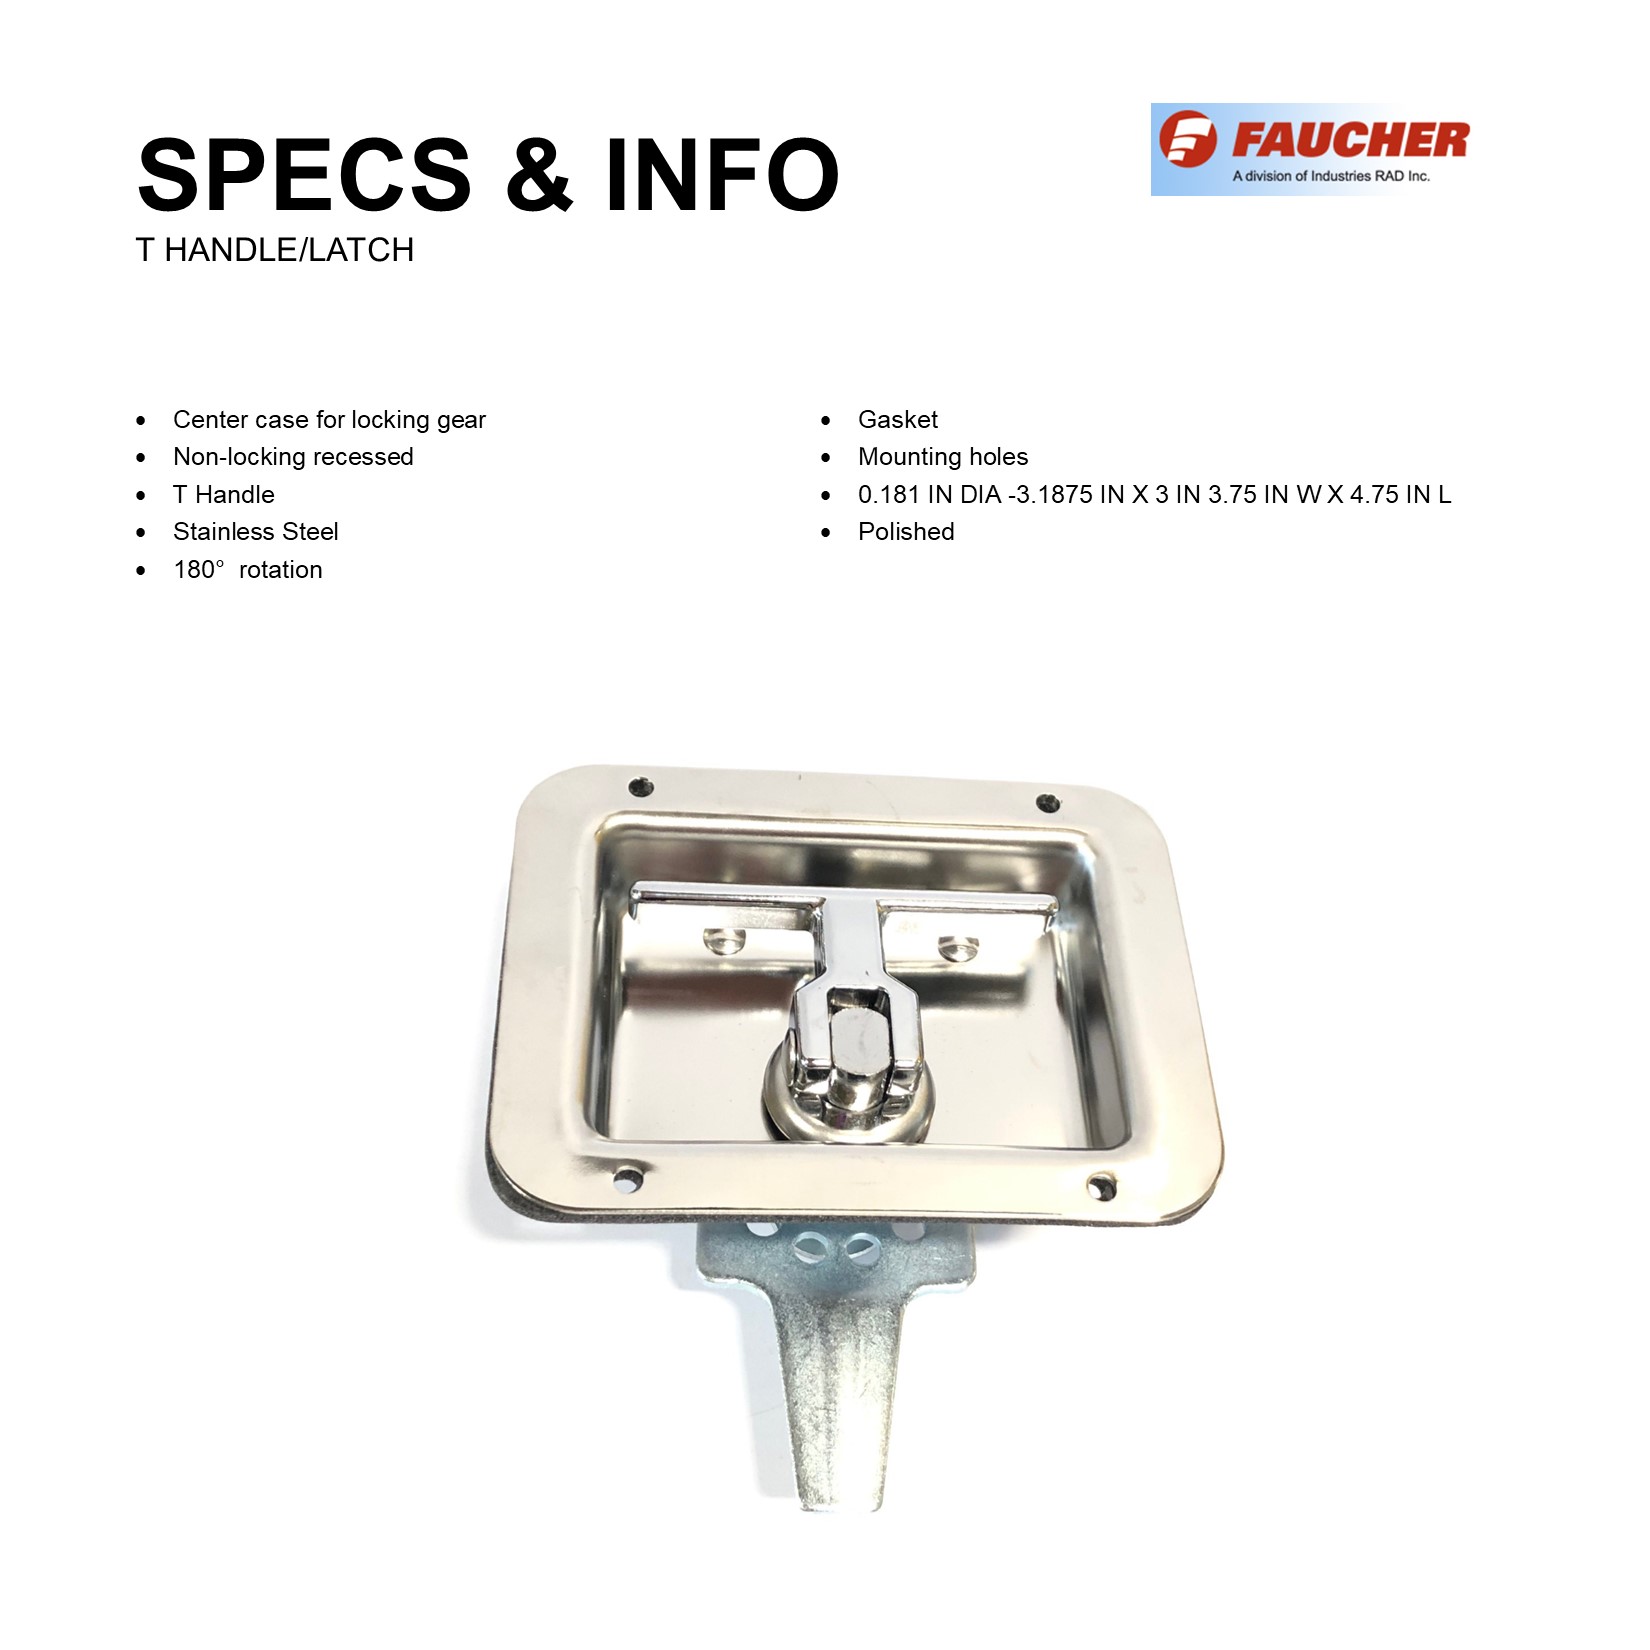 SPECS & INFO
T HANDLE/LATCH
FAUCHER
A division of Industries RAD Inc.
• Center case for locking gear
• Non-locking recessed
• T Handle
• Stainless Steel
• 180°  rotation
• Gasket
• Mounting holes
• 0.181 IN DIA -3.1875 IN X 3 IN 3.75 IN W X 4.75 IN L
• Polished